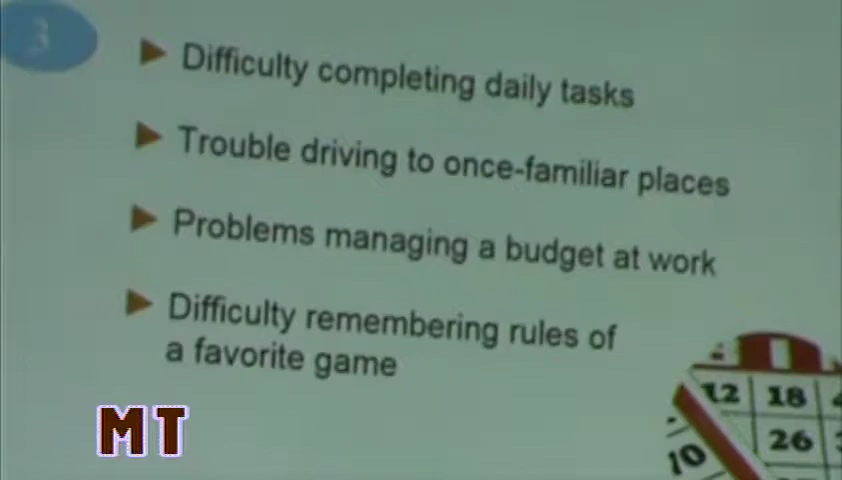 3
Difficulty completing daily tasks
Trouble driving to once-familiar places
Problems managing a budget at work
Difficulty remembering rules of
a favorite game
12 18
26
10
MT